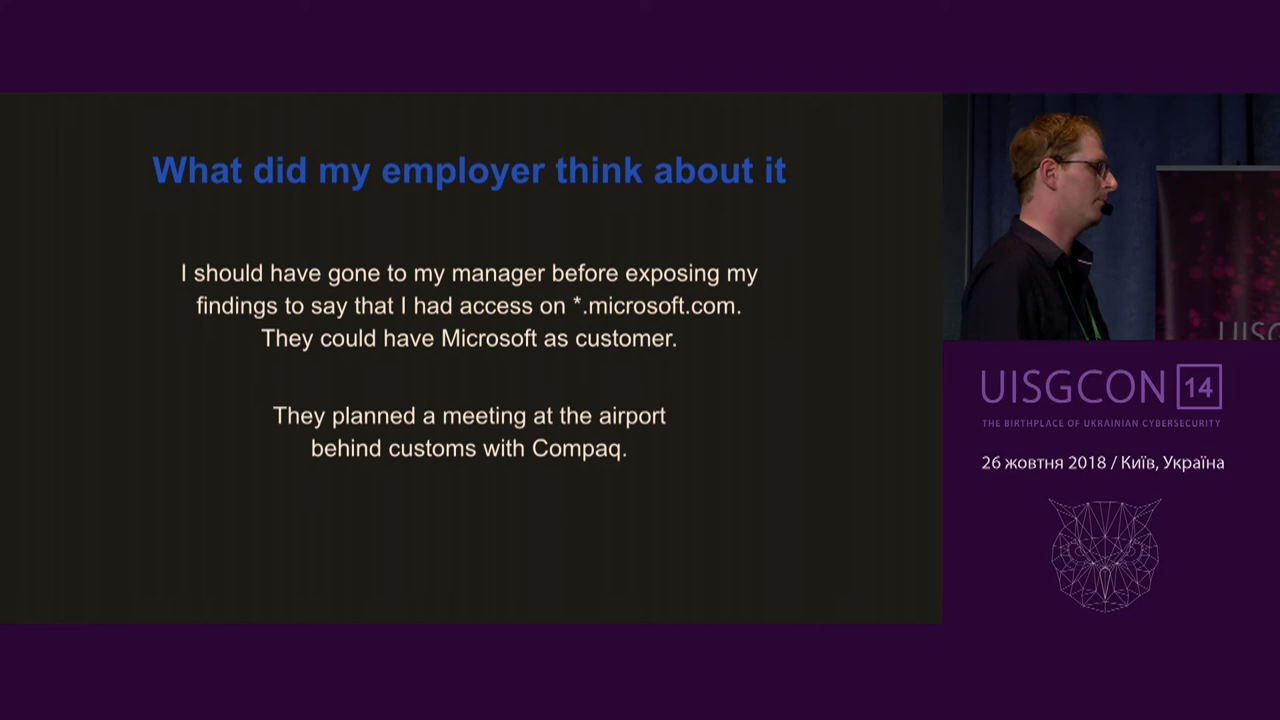 What did my employer think about it
I should have gone to my manager before exposing my
findings to say that I had access on *.microsoft.com.
They could have Microsoft as customer.
They planned a meeting at the airport
behind customs with Compaq.
UISG
UISGCON 14
THE BIRTHPLACE OF UKRAINIAN CYBERSECURITY
26 жовтня 2018 / Київ, Україна